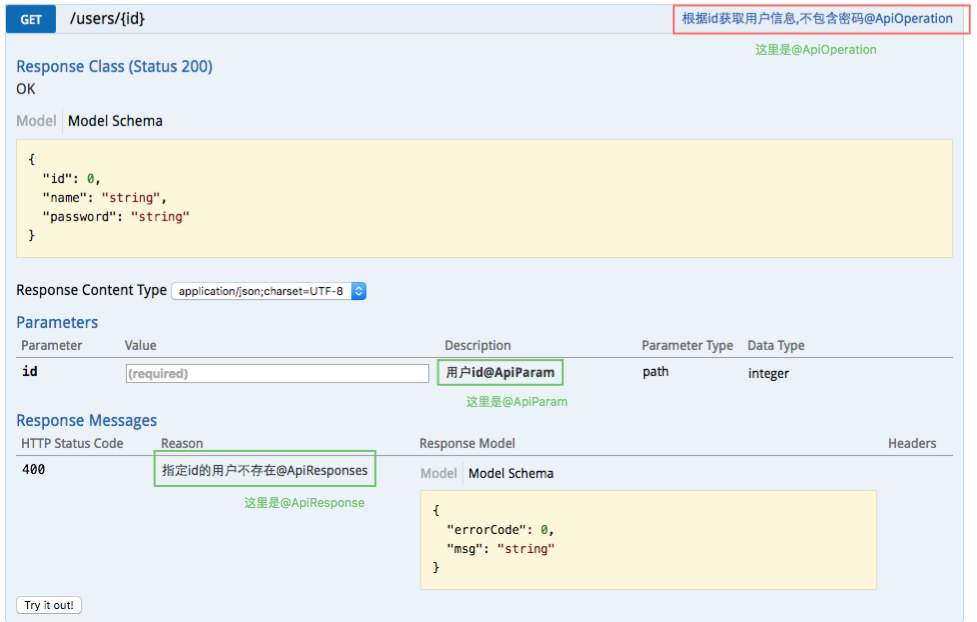 GET /users/{id} 根据id获取用户信息,不包含密码@ApiOperation
这里是@ApiOperation
Response Class (Status 200)
OK
Model Model Schema
{
"id": 0,
"name": "string",
"password": "string"
}
Response Content Type application/json;charset=UTF-8
Parameters
Parameter Value Description Parameter Type Data Type
id (required) 用户id@ApiParam path integer
这里是@ApiParam
Response Messages
HTTP Status Code Reason Response Model Headers
400 指定id的用户不存在@ApiResponses Model Model Schema
这里是@ApiResponse
{
"errorCode": 0,
"msg": "string"
}
Try it out!